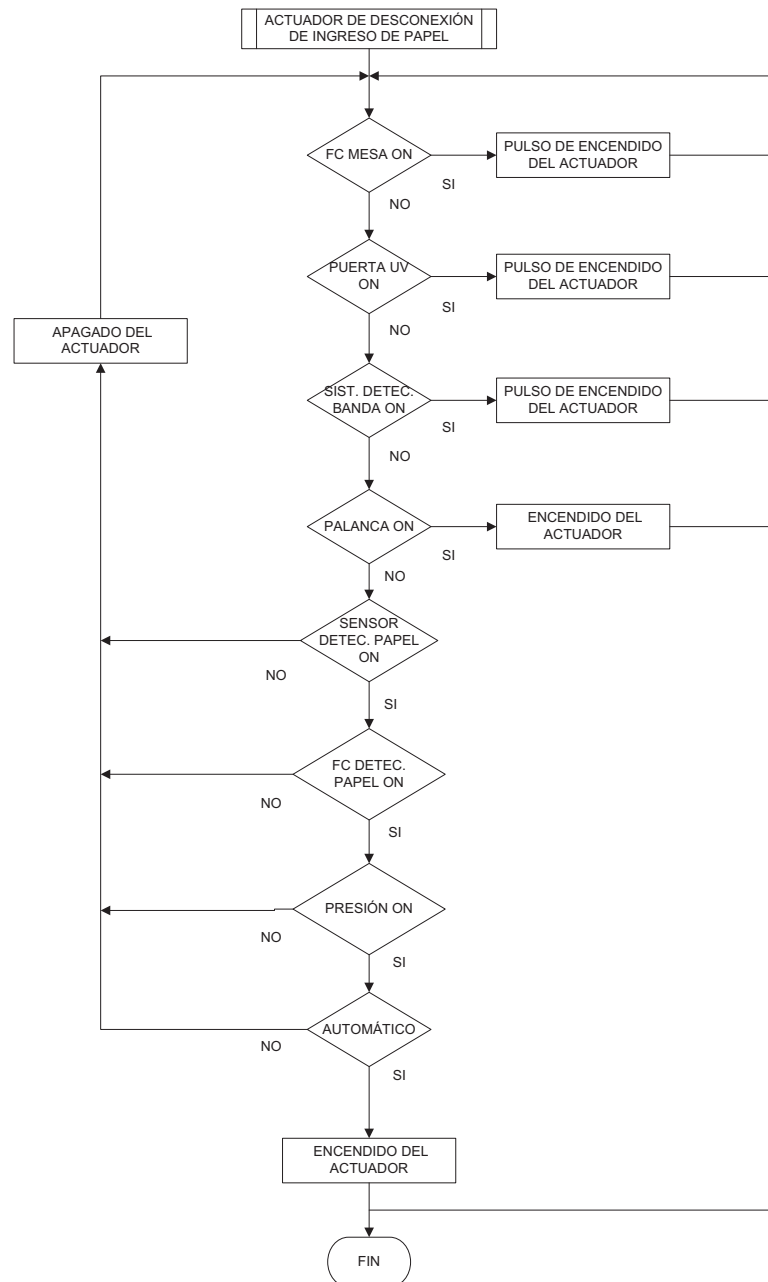 ACTUADOR DE DESCONEXIÓN
DE INGRESO DE PAPEL
FC MESA ON
SI
PULSO DE ENCENDIDO
DEL ACTUADOR
NO
PUERTA UV
ON
SI
PULSO DE ENCENDIDO
DEL ACTUADOR
NO
APAGADO DEL
ACTUADOR
SIST. DETEC.
BANDA ON
SI
PULSO DE ENCENDIDO
DEL ACTUADOR
NO
PALANCA ON
SI
ENCENDIDO DEL
ACTUADOR
NO
SENSOR
DETEC. PAPEL
ON
NO
SI
FC DETEC.
PAPEL ON
NO
SI
PRESIÓN ON
NO
SI
AUTOMÁTICO
NO
SI
ENCENDIDO DEL
ACTUADOR
FIN